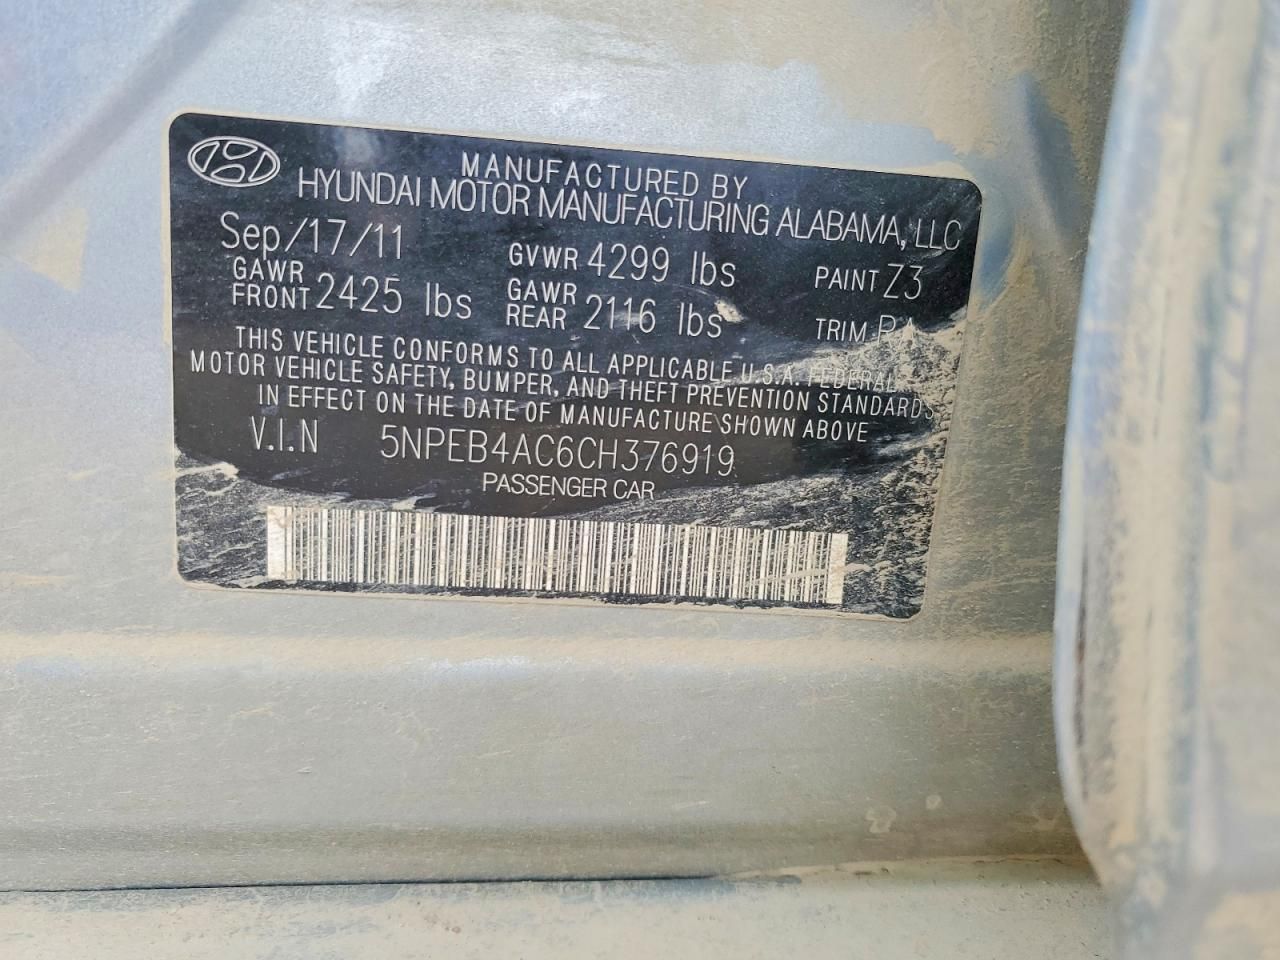 MANUFACTURED BY
HYUNDAI MOTOR MANUFACTURING ALABAMA, LLC
Sep/17/11 GVWR 4299 lbs PAINT Z3
GAWR FRONT 2425 lbs GAWR REAR 2116 lbs TRIM
THIS VEHICLE CONFORMS TO ALL APPLICABLE U.S.A. FEDERAL
MOTOR VEHICLE SAFETY, BUMPER, AND THEFT PREVENTION STANDARDS
IN EFFECT ON THE DATE OF MANUFACTURE SHOWN ABOVE
V.I.N 5NPEB4AC6CH376919
PASSENGER CAR